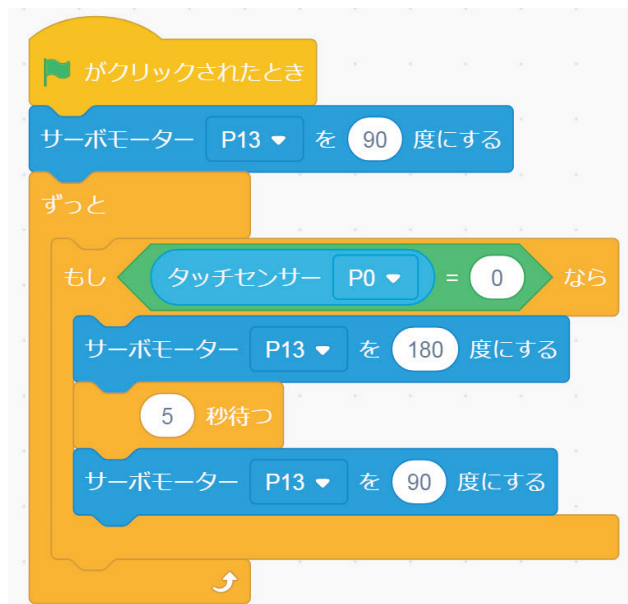 がクリックされたとき
サーボモーター P13 を 90 度にする
ずっと
もし タッチセンサー P0 = 0 なら
サーボモーター P13 を 180 度にする
5 秒待つ
サーボモーター P13 を 90 度にする